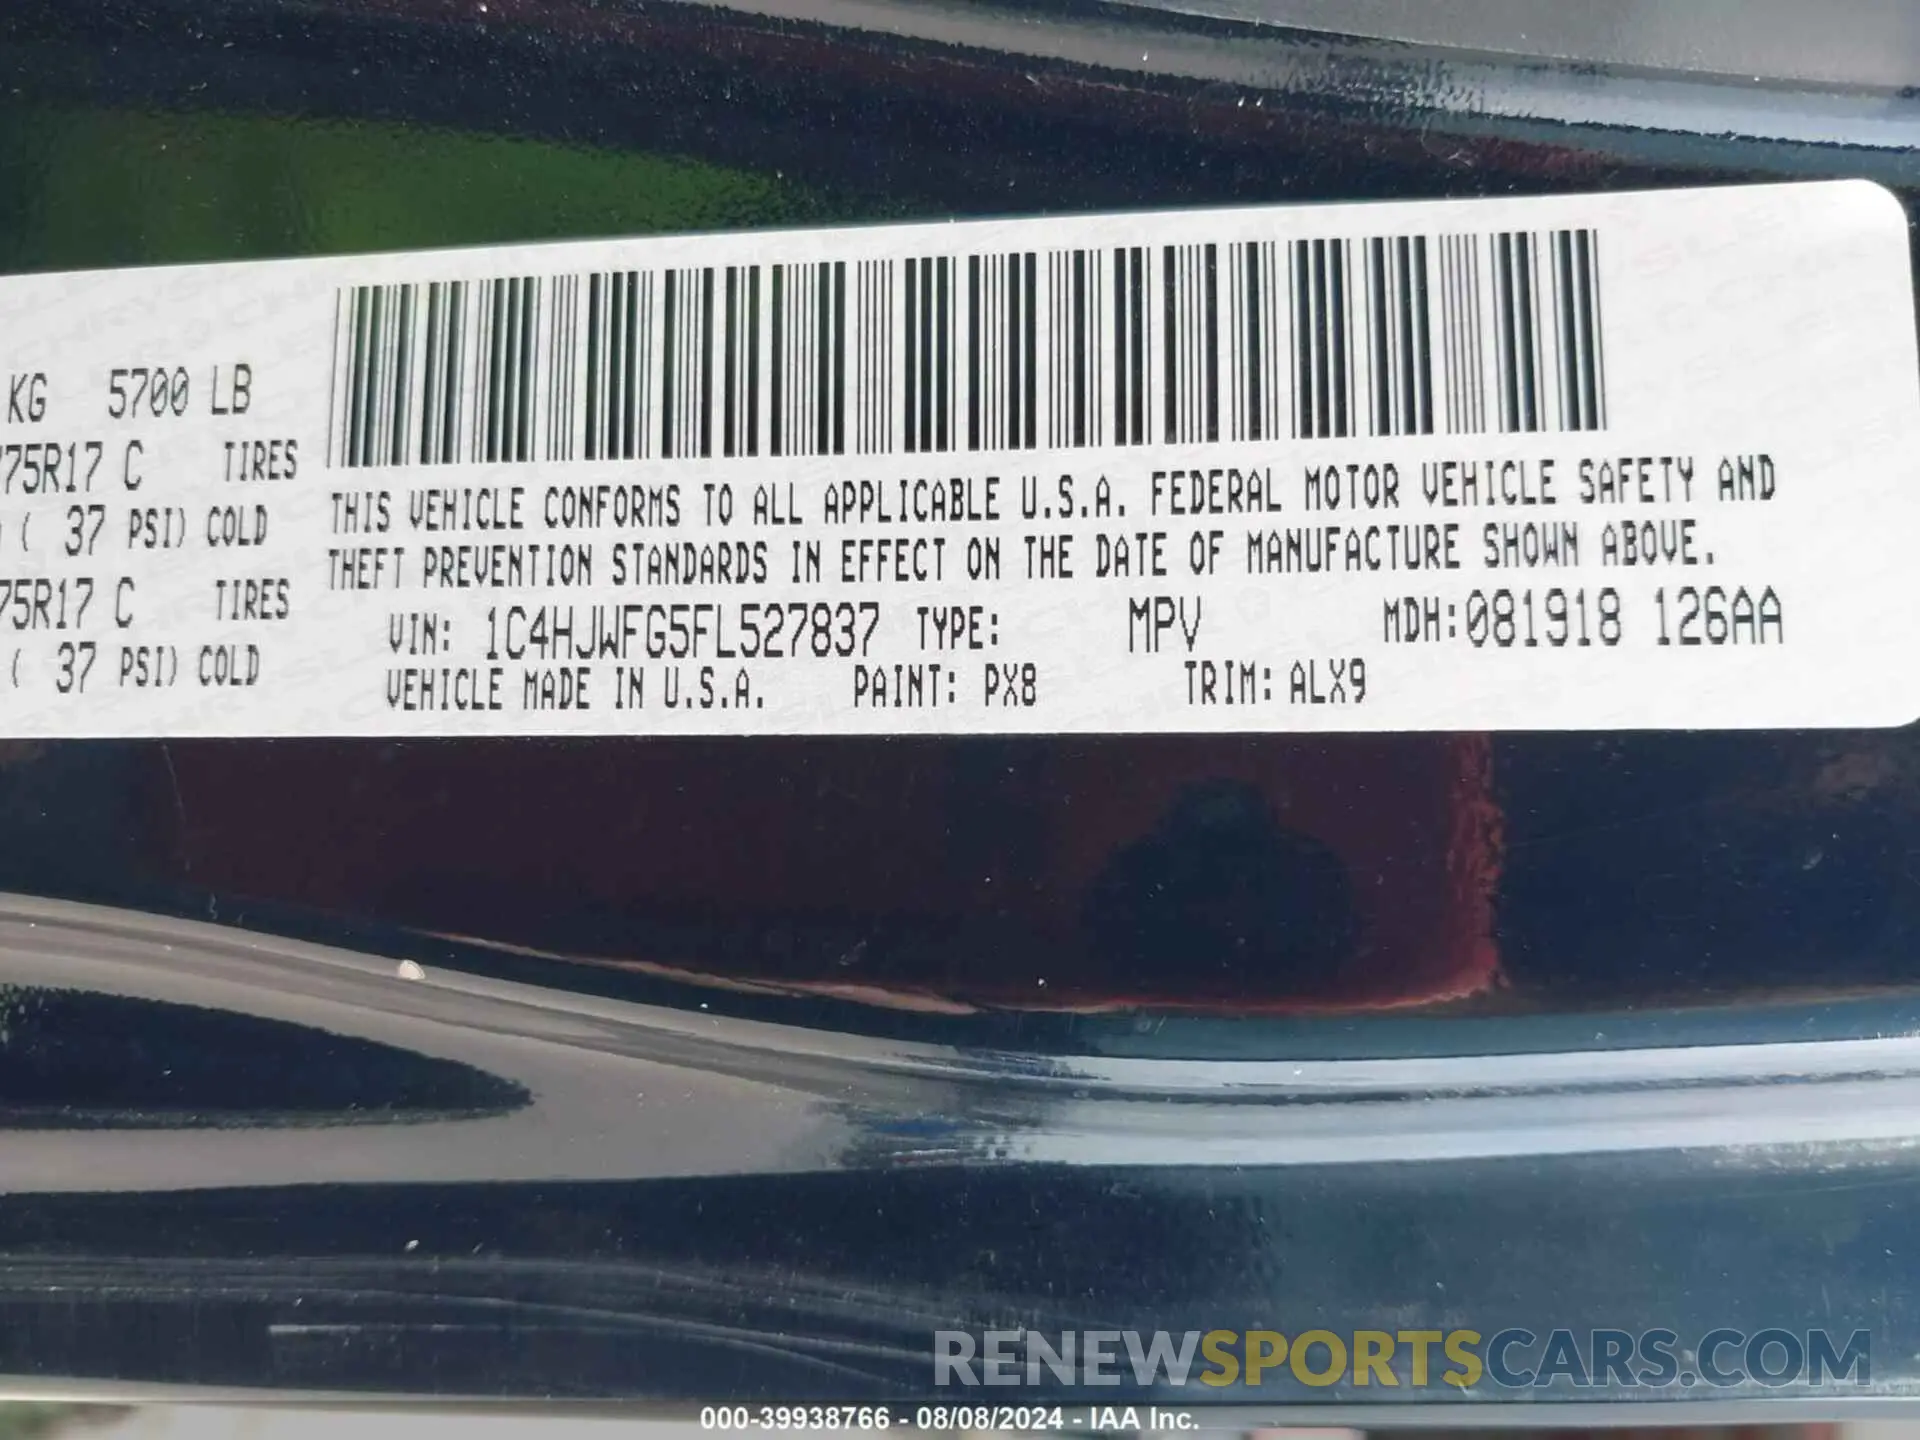 KG 5700 LB
75R17 C TIRES
( 37 PSI) COLD
75R17 C TIRES
( 37 PSI) COLD
THIS VEHICLE CONFORMS TO ALL APPLICABLE U.S.A. FEDERAL MOTOR VEHICLE SAFETY AND
THEFT PREVENTION STANDARDS IN EFFECT ON THE DATE OF MANUFACTURE SHOWN ABOVE.
VIN: 1C4HJWFG5FL527837 TYPE: MPV MDH:081918 126AA
VEHICLE MADE IN U.S.A. PAINT: PX8 TRIM: ALX9
RENEWSPORTSCARS.COM
000-39938766 - 08/08/2024 - IAA Inc.